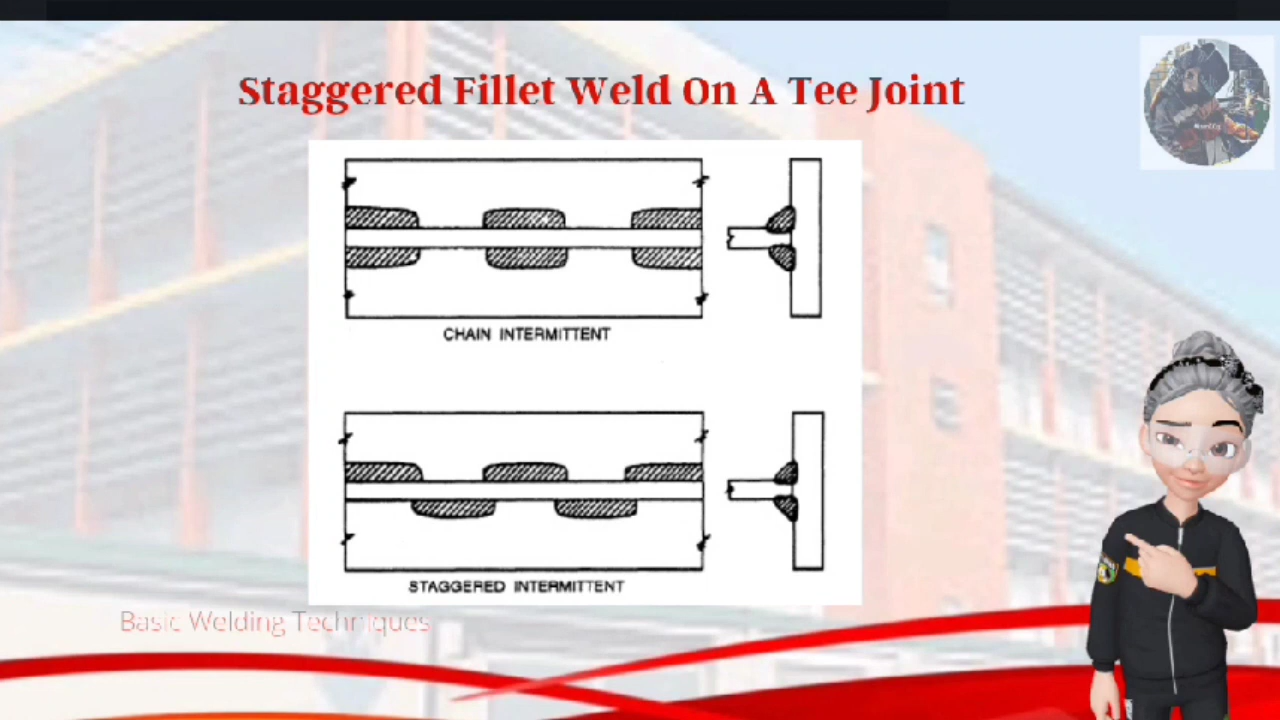 Staggered Fillet Weld On A Tee Joint
CHAIN INTERMITTENT
STAGGERED INTERMITTENT
Basic Welding Techniques